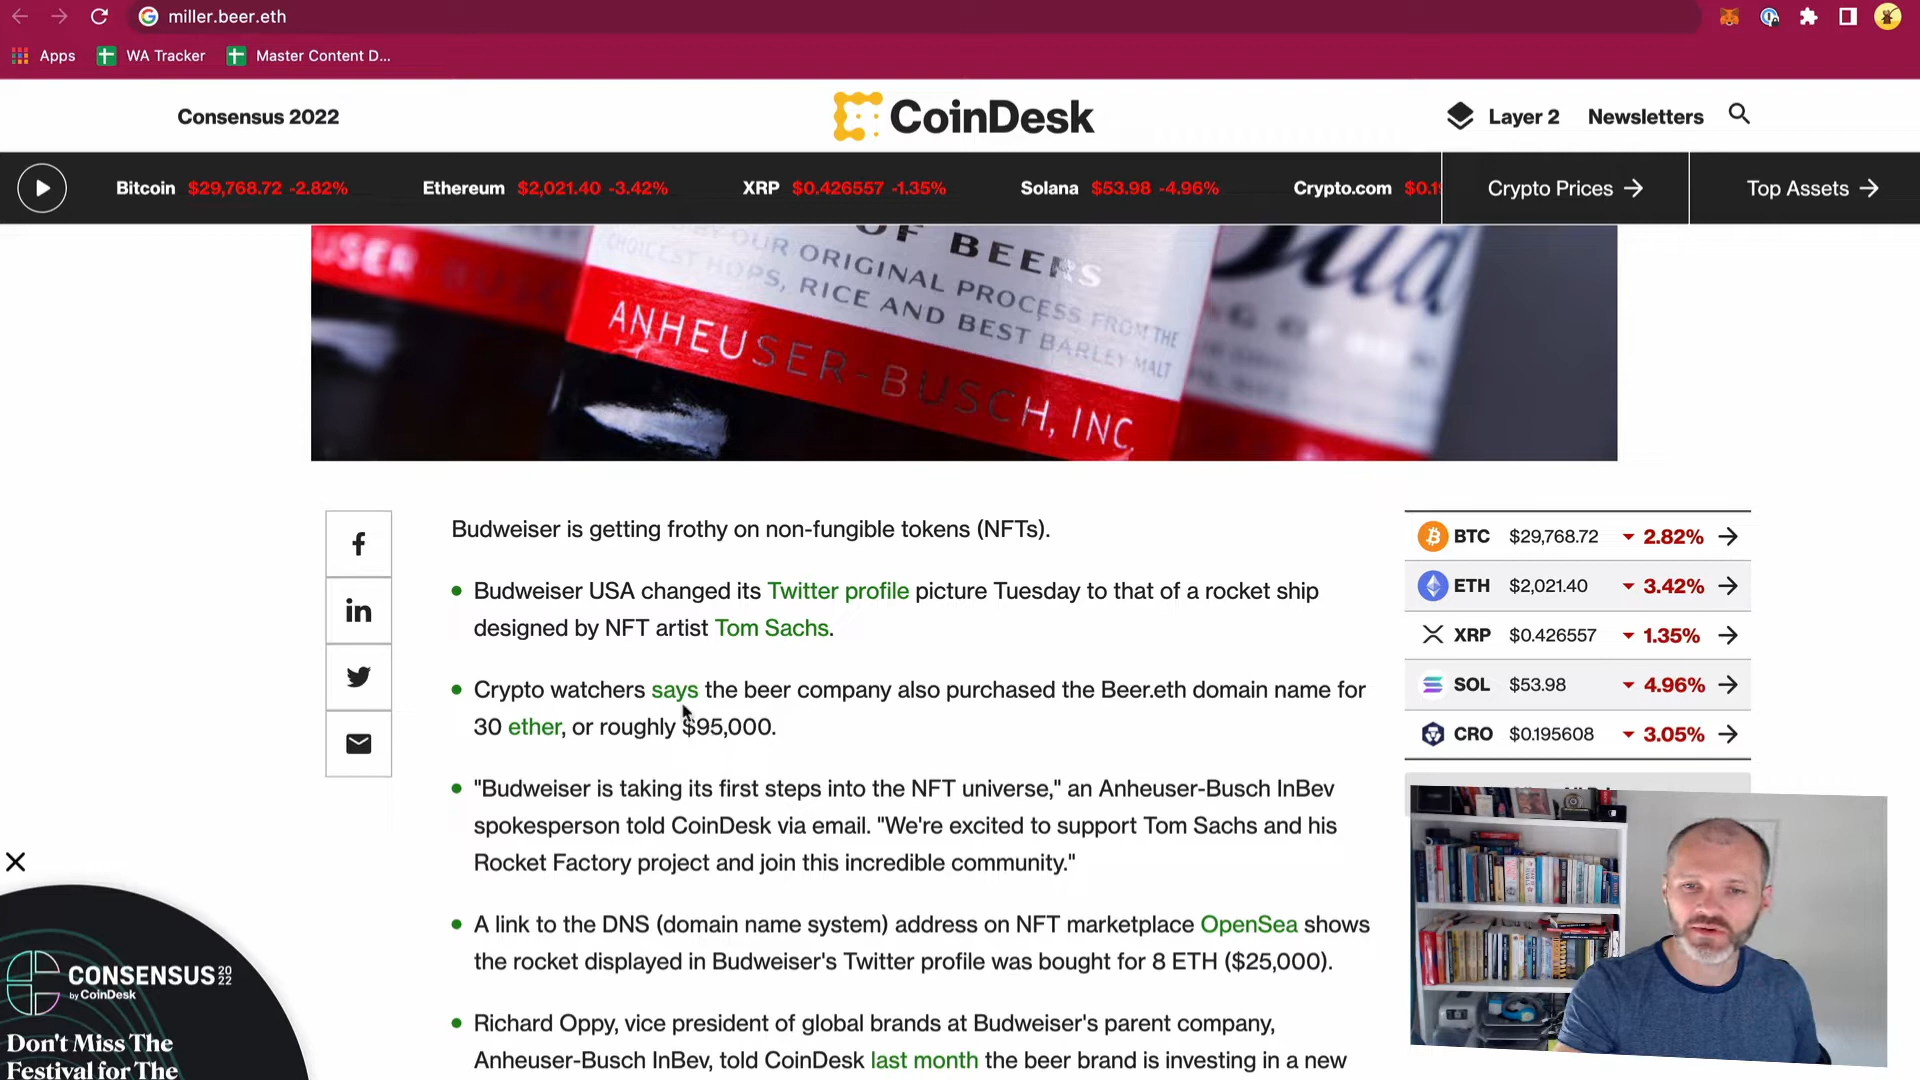 miller.beer.eth
Apps WA Tracker Master Content D...
Consensus 2022
CoinDesk
Layer 2 Newsletters
Bitcoin $29,768.72 -2.82% Ethereum $2,021.40 -3.42% XRP $0.426557 -1.35% Solana $53.98 -4.96% Crypto.com $0.19 Crypto Prices Top Assets
OF BEERS
BY OUR ORIGINAL PROCESS FROM THE
CHOICEST HOPS, RICE AND BEST BARLEY MALT
ANHEUSER-BUSCH, INC.
Budweiser is getting frothy on non-fungible tokens (NFTs).
Budweiser USA changed its Twitter profile picture Tuesday to that of a rocket ship
designed by NFT artist Tom Sachs.
Crypto watchers says the beer company also purchased the Beer.eth domain name for
30 ether, or roughly $95,000.
"Budweiser is taking its first steps into the NFT universe," an Anheuser-Busch InBev
spokesperson told CoinDesk via email. "We're excited to support Tom Sachs and his
Rocket Factory project and join this incredible community."
A link to the DNS (domain name system) address on NFT marketplace OpenSea shows
the rocket displayed in Budweiser's Twitter profile was bought for 8 ETH ($25,000).
Richard Oppy, vice president of global brands at Budweiser's parent company,
Anheuser-Busch InBev, told CoinDesk last month the beer brand is investing in a new
BTC $29,768.72 2.82%
ETH $2,021.40 3.42%
XRP $0.426557 1.35%
SOL $53.98 4.96%
CRO $0.195608 3.05%
CONSENSUS 2022
by CoinDesk
Don't Miss The
Festival for The